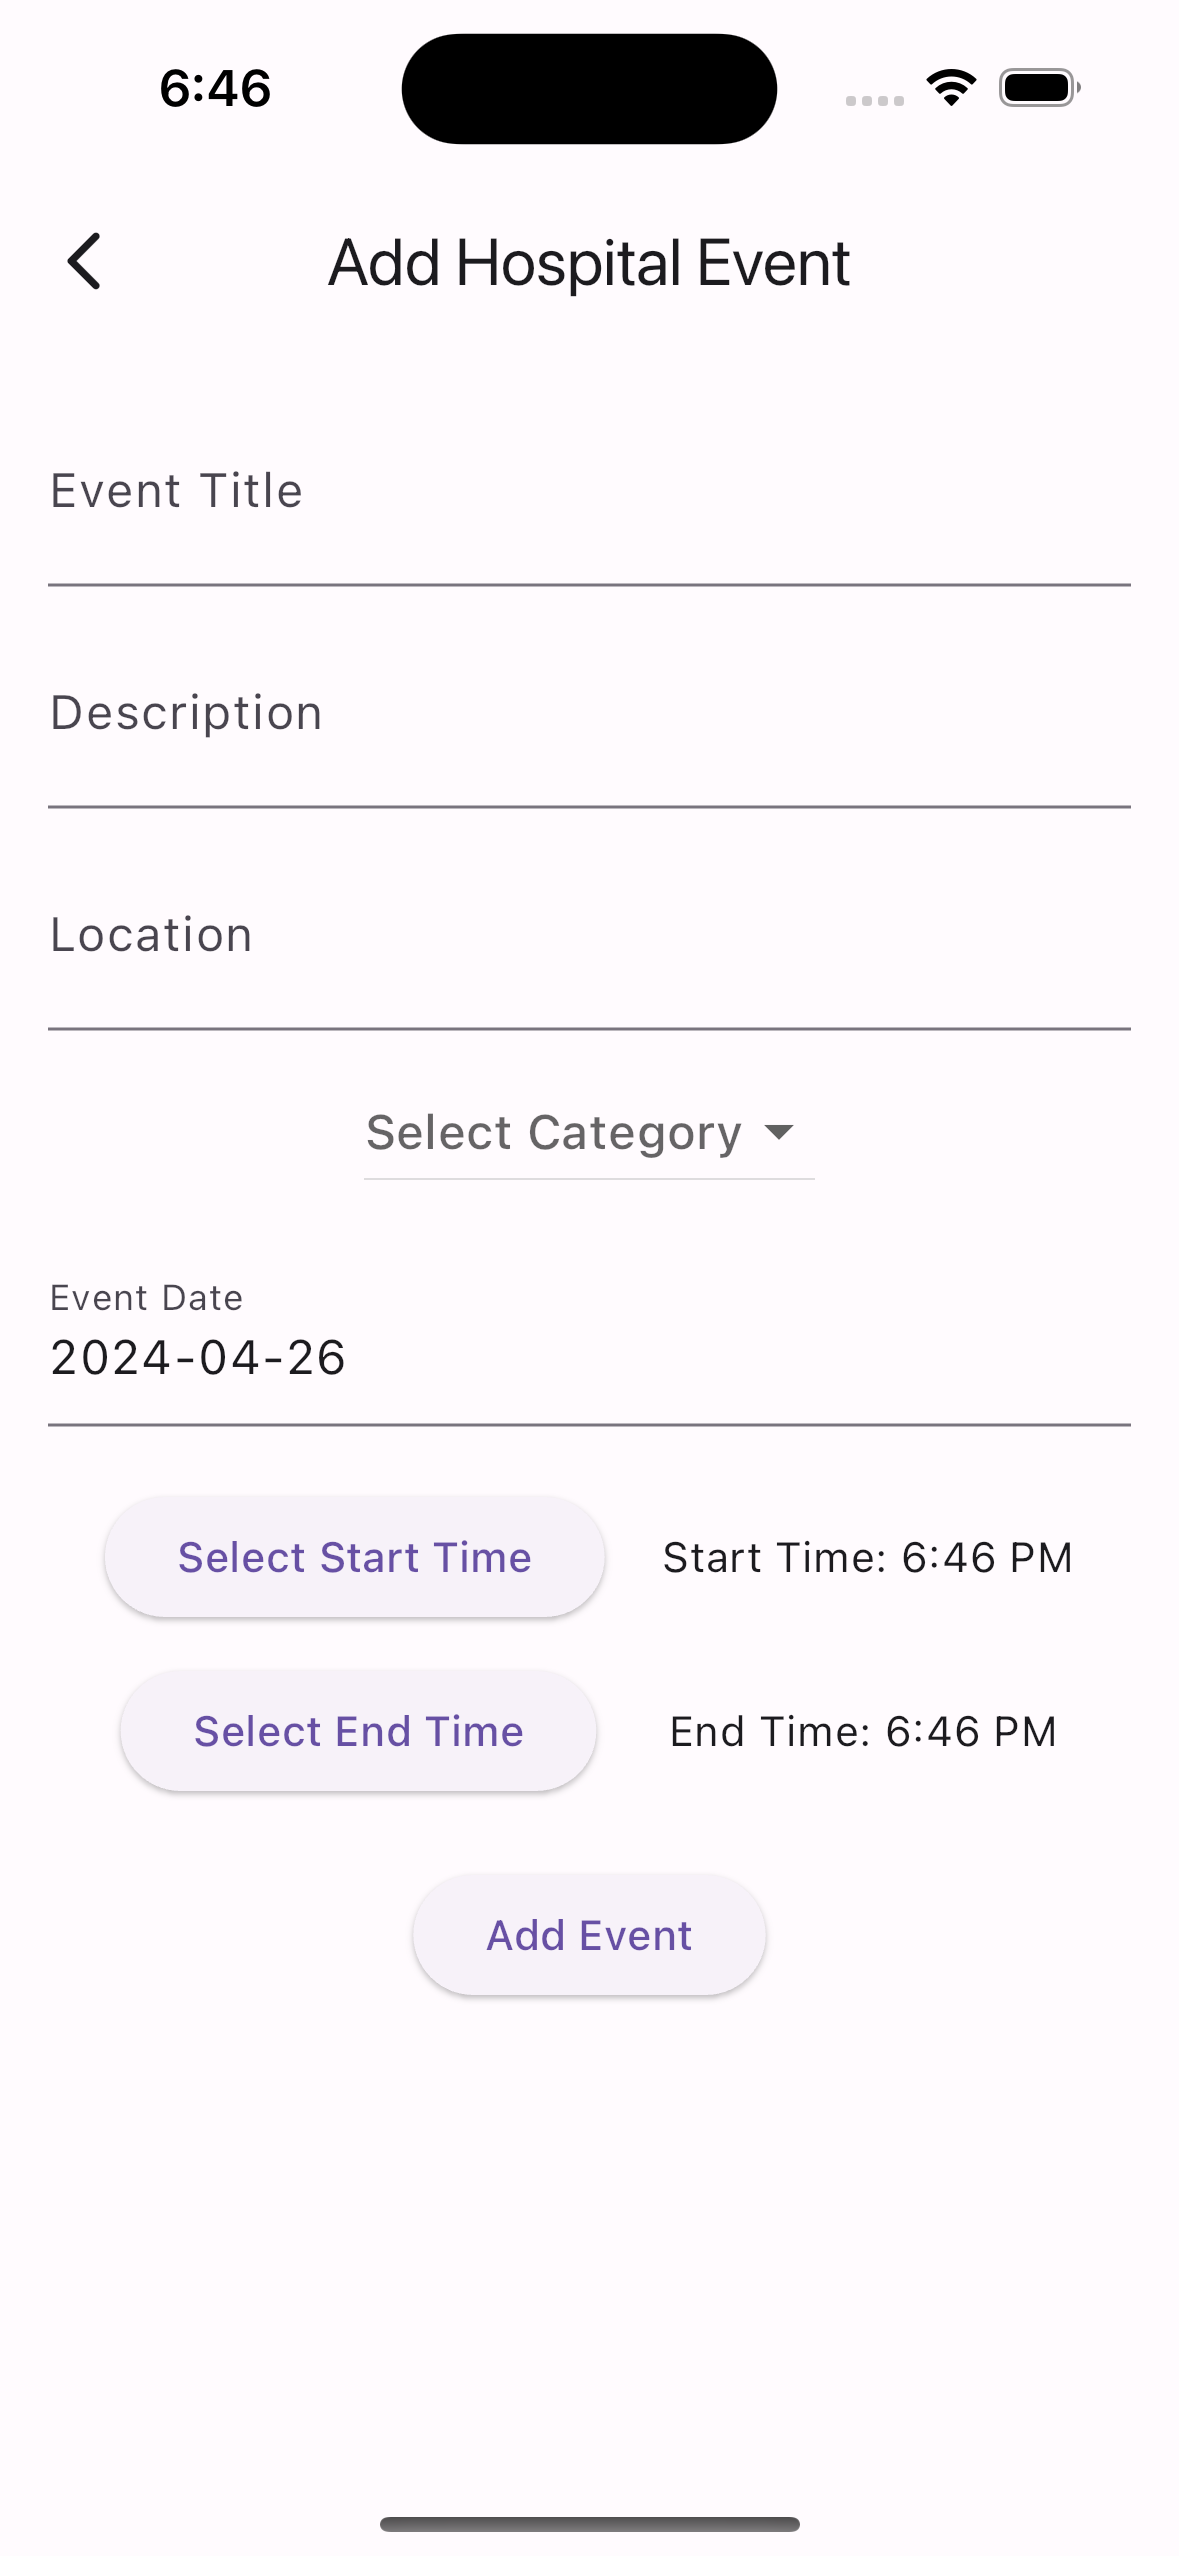 6:46
Add Hospital Event
Event Title
Description
Location
Select Category
Event Date
2024-04-26
Select Start Time
Start Time: 6:46 PM
Select End Time
End Time: 6:46 PM
Add Event